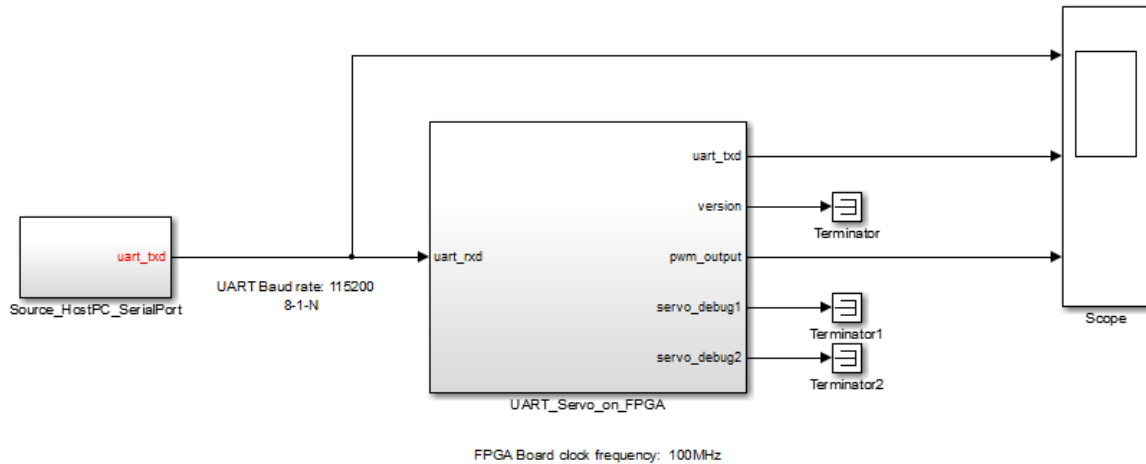 uart_txd
Source_HostPC_SerialPort
UART Baud rate: 115200
8-1-N
uart_rxd
uart_txd
version
pwm_output
servo_debug1
servo_debug2
UART_Servo_on_FPGA
Terminator
Terminator1
Terminator2
Scope
FPGA Board clock frequency: 100MHz